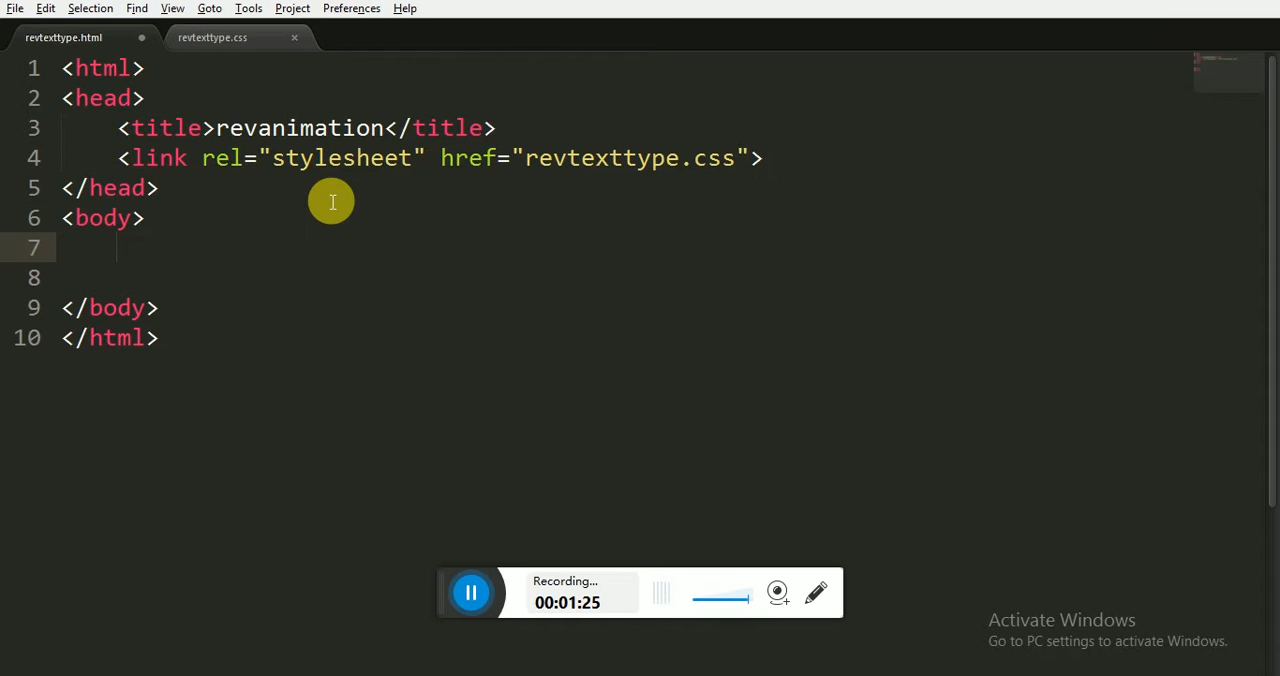 File Edit Selection Find View Goto Tools Project Preferences Help
revtexttype.html revtexttype.css
1 <html>
2 <head>
3 <title>revanimation</title>
4 <link rel="stylesheet" href="revtexttype.css">
5 </head>
6 <body>
7
8
9 </body>
10 </html>
Recording...
00:01:25
Activate Windows
Go to PC settings to activate Windows.